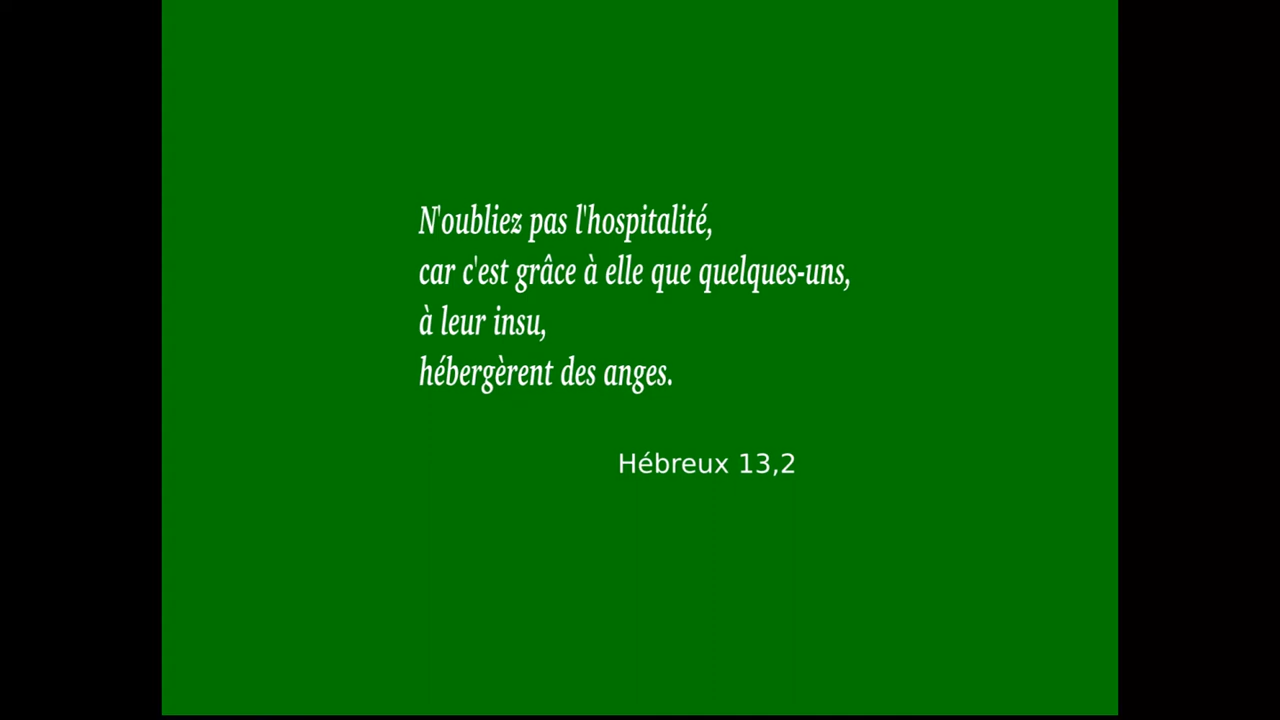 N'oubliez pas l'hospitalité,
car c'est grâce à elle que quelques-uns,
à leur insu,
hébergèrent des anges.
Hébreux 13,2